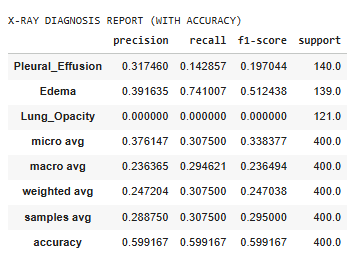 X-RAY DIAGNOSIS REPORT (WITH ACCURACY)
precision recall f1-score support
Pleural_Effusion 0.317460 0.142857 0.197044 140.0
Edema 0.391635 0.741007 0.512438 139.0
Lung_Opacity 0.000000 0.000000 0.000000 121.0
micro avg 0.376147 0.307500 0.338377 400.0
macro avg 0.236365 0.294621 0.236494 400.0
weighted avg 0.247204 0.307500 0.247038 400.0
samples avg 0.288750 0.307500 0.295000 400.0
accuracy 0.599167 0.599167 0.599167 400.0